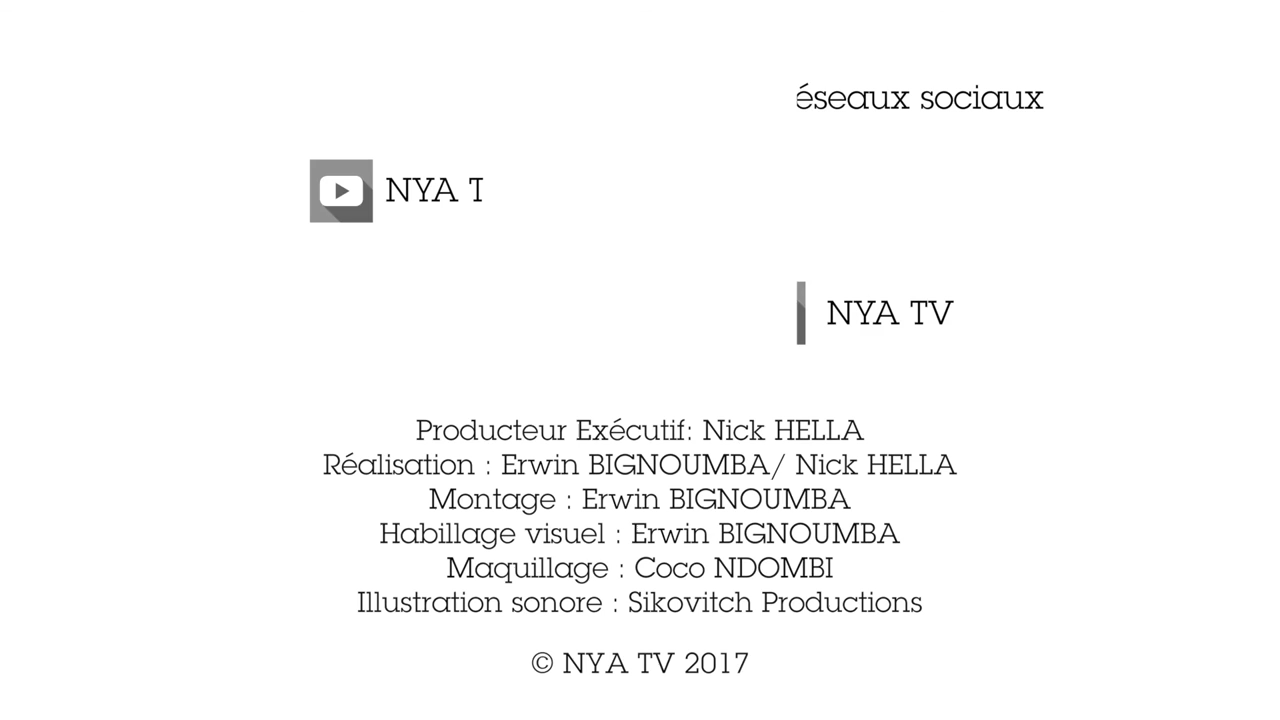 éseaux sociaux
NYA T
NYA TV
Producteur Exécutif: Nick HELLA
Réalisation : Erwin BIGNOUMBA/ Nick HELLA
Montage : Erwin BIGNOUMBA
Habillage visuel : Erwin BIGNOUMBA
Maquillage : Coco NDOMBI
Illustration sonore : Sikovitch Productions
© NYA TV 2017